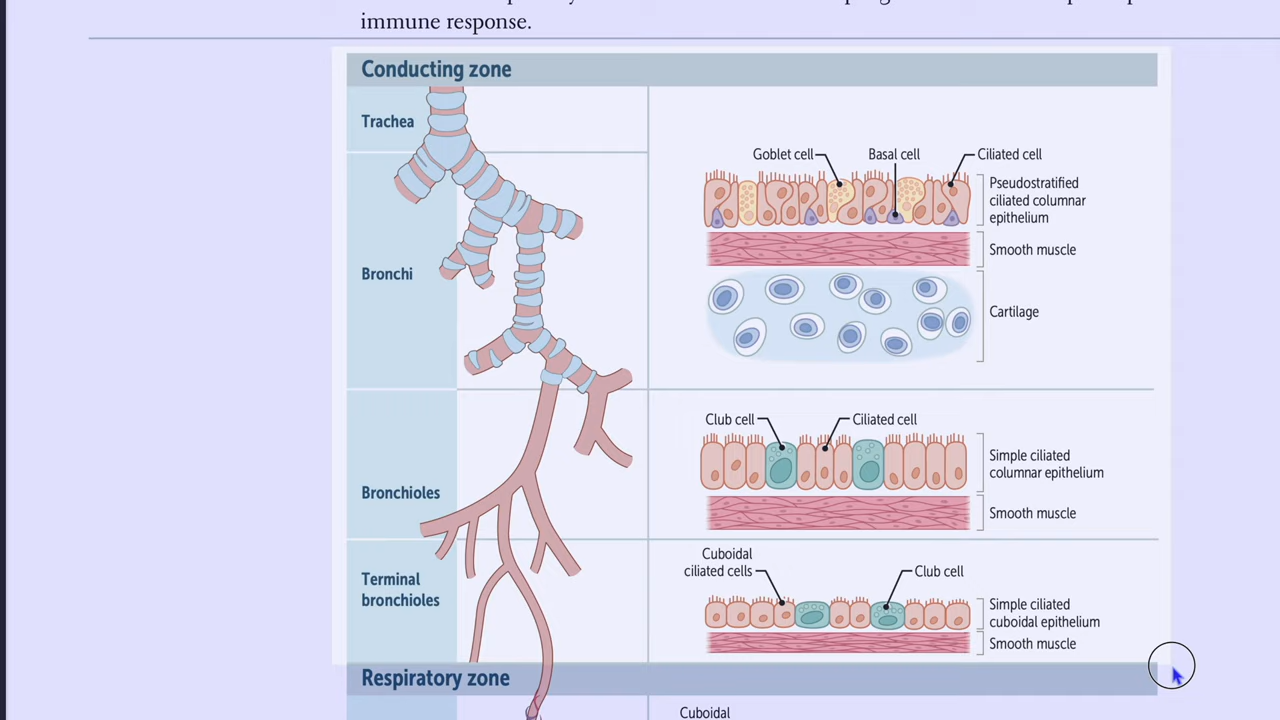 immune response.
Conducting zone
Trachea
Goblet cell
Basal cell
Ciliated cell
Pseudostratified
ciliated columnar
epithelium
Smooth muscle
Bronchi
Cartilage
Club cell
Ciliated cell
Simple ciliated
columnar epithelium
Bronchioles
Smooth muscle
Cuboidal
ciliated cells
Club cell
Terminal
bronchioles
Simple ciliated
cuboidal epithelium
Smooth muscle
Respiratory zone
Cuboidal